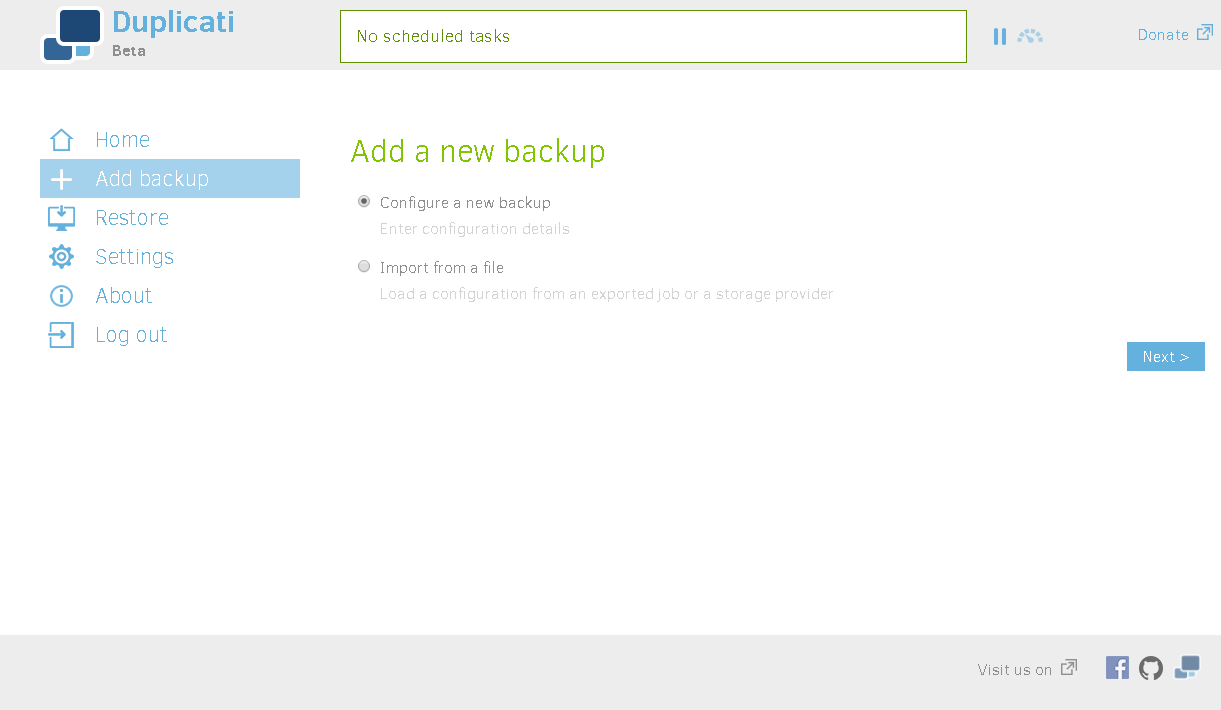 Duplicati
Beta
No scheduled tasks
Donate
Home
Add backup
Restore
Settings
About
Log out
Add a new backup
Configure a new backup
Enter configuration details
Import from a file
Load a configuration from an exported job or a storage provider
Next >
Visit us on